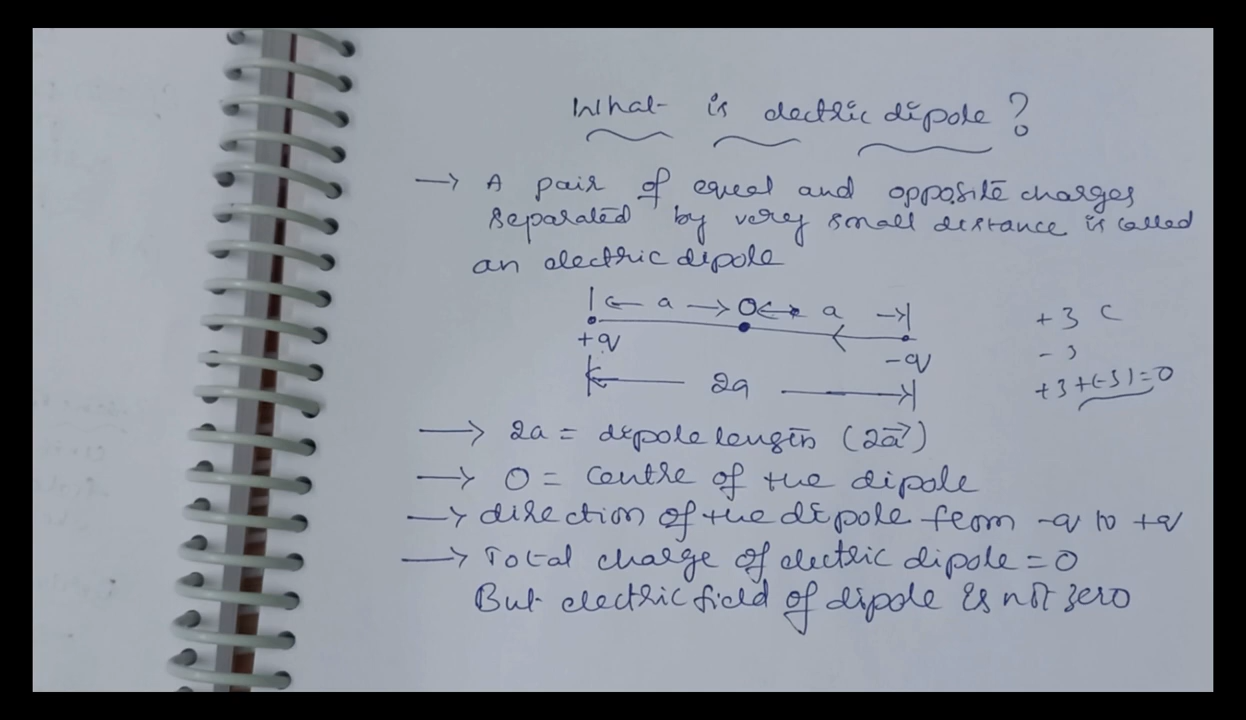 What is electric dipole?
→ A pair of equal and opposite charges
separated by very small distance is called
an electric dipole
|← a → O ←→ a →|
+q -q
|← 2a →|
+3 C
-3
+3+(-3)=0
→ 2a = dipole length (2a⃗)
→ O = Centre of the dipole
→ direction of the dipole from -q to +q
→ Total charge of electric dipole = 0
But electric field of dipole is not zero